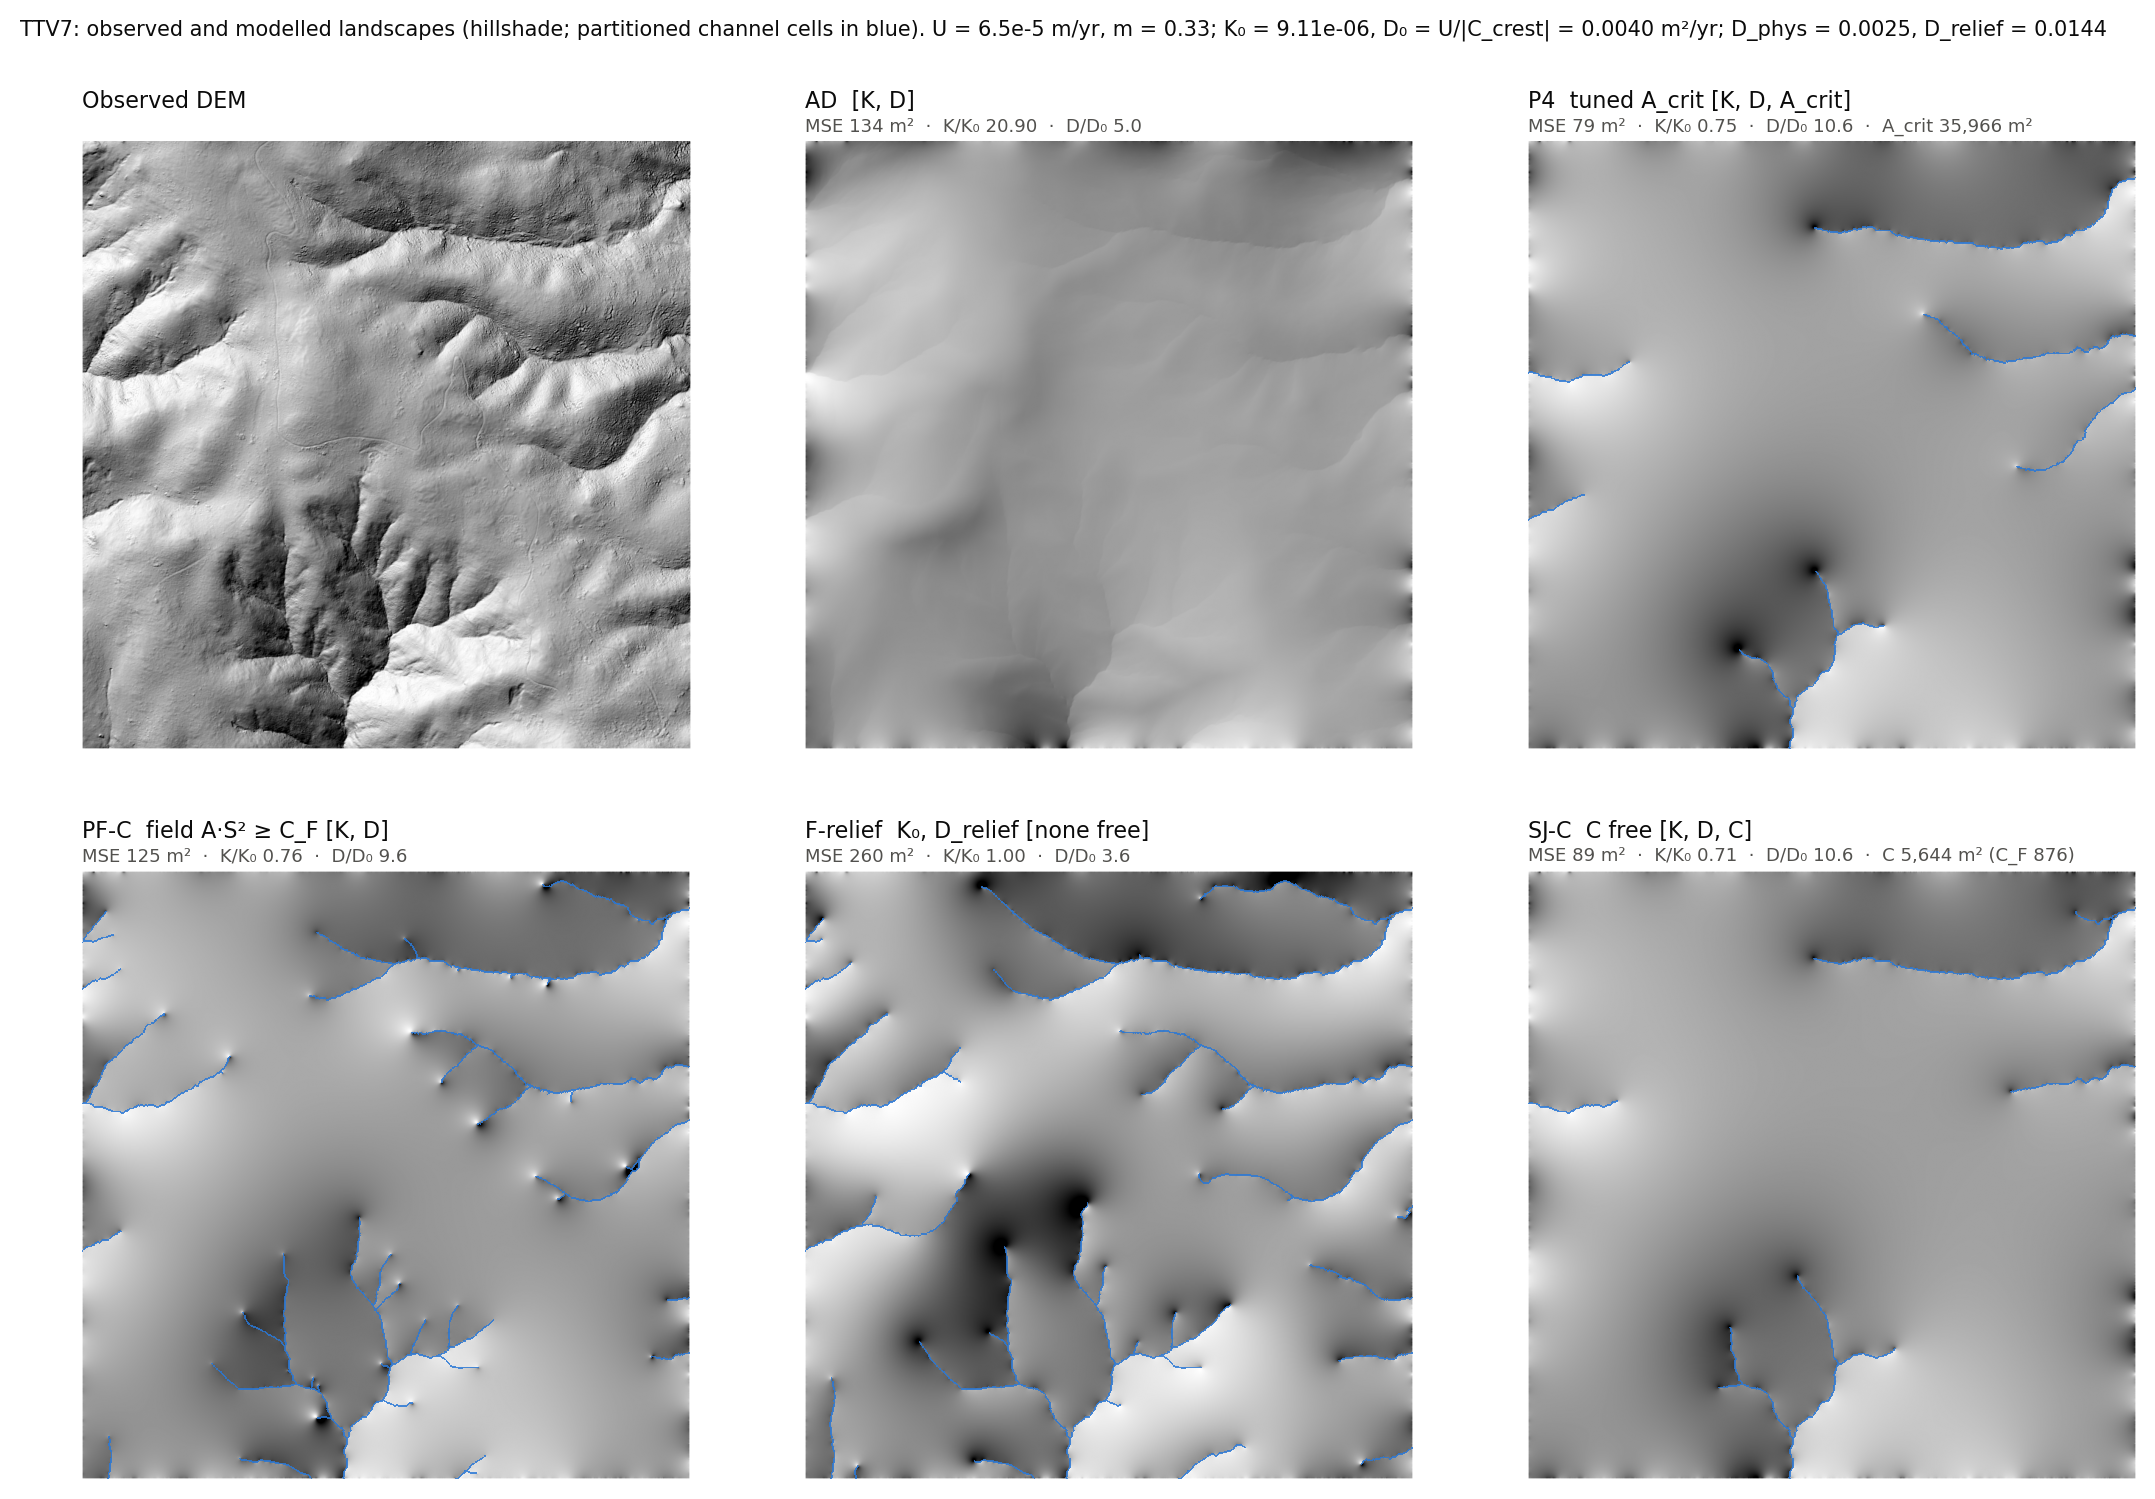 TTV7: observed and modelled landscapes (hillshade; partitioned channel cells in blue). U = 6.5e-5 m/yr, m = 0.33; K₀ = 9.11e-06, D₀ = U/|C_crest| = 0.0040 m²/yr; D_phys = 0.0025, D_relief = 0.0144
Observed DEM
AD [K, D]
MSE 134 m² · K/K₀ 20.90 · D/D₀ 5.0
P4 tuned A_crit [K, D, A_crit]
MSE 79 m² · K/K₀ 0.75 · D/D₀ 10.6 · A_crit 35,966 m²
PF-C field A·S² ≥ C_F [K, D]
MSE 125 m² · K/K₀ 0.76 · D/D₀ 9.6
F-relief K₀, D_relief [none free]
MSE 260 m² · K/K₀ 1.00 · D/D₀ 3.6
SJ-C C free [K, D, C]
MSE 89 m² · K/K₀ 0.71 · D/D₀ 10.6 · C 5,644 m² (C_F 876)